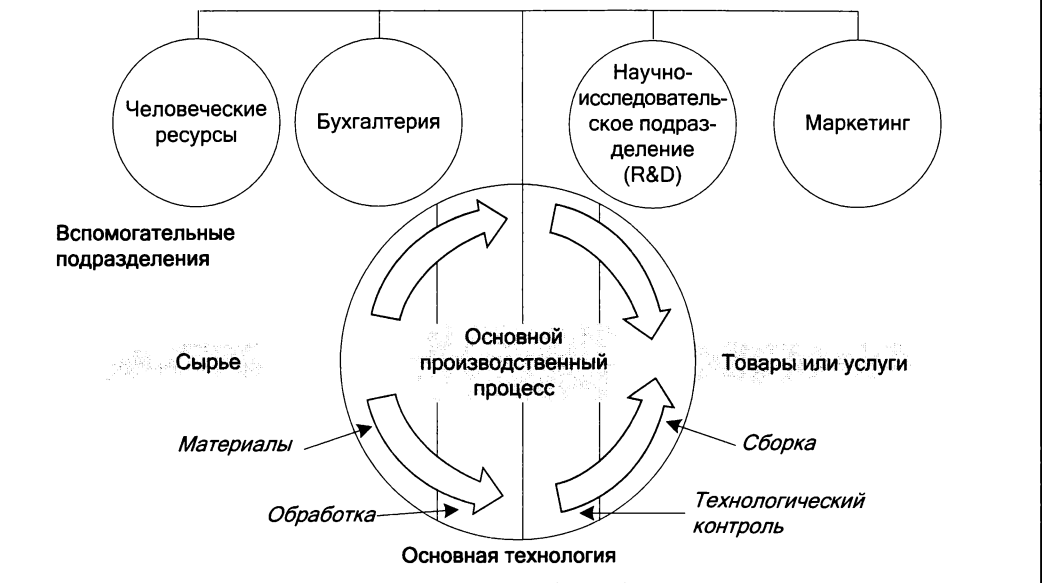 Человеческие
ресурсы
Бухгалтерия
Научно-
исследователь-
ское подраз-
деление
(R&D)
Маркетинг
Вспомогательные
подразделения
Сырье
Основной
производственный
процесс
Товары или услуги
Материалы
Сборка
Обработка
Технологический
контроль
Основная технология